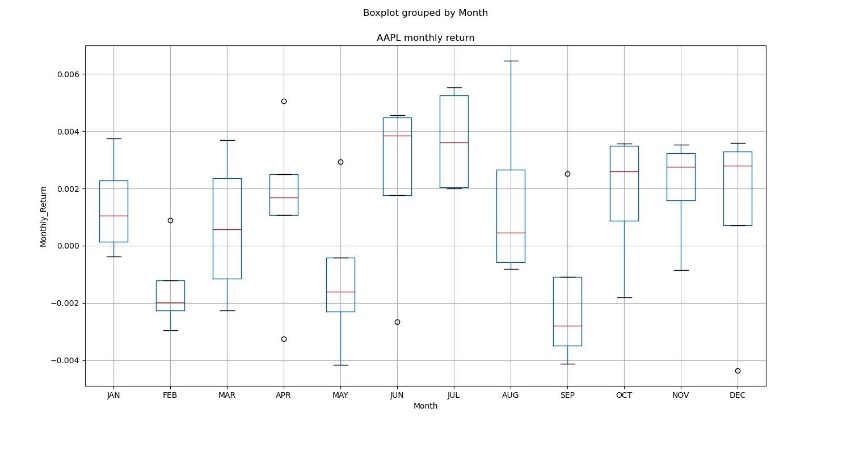 Boxplot grouped by Month
AAPL monthly return
0.006
0.004
0.002
0.000
−0.002
−0.004
Monthly_Return
JAN FEB MAR APR MAY JUN JUL AUG SEP OCT NOV DEC
Month